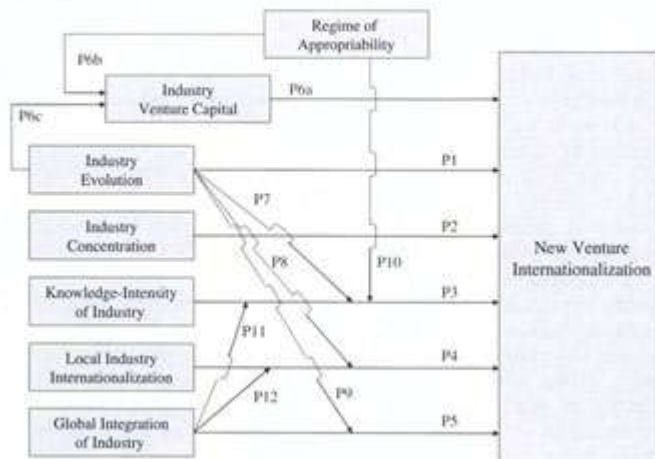 Regime of
Appropriability
P6b
Industry
Venture Capital
P6a
P6c
Industry
Evolution
P1
P7
Industry
Concentration
P2
P8
P10
New Venture
Internationalization
Knowledge-Intensity
of Industry
P3
P11
Local Industry
Internationalization
P4
P12
P9
Global Integration
of Industry
P5